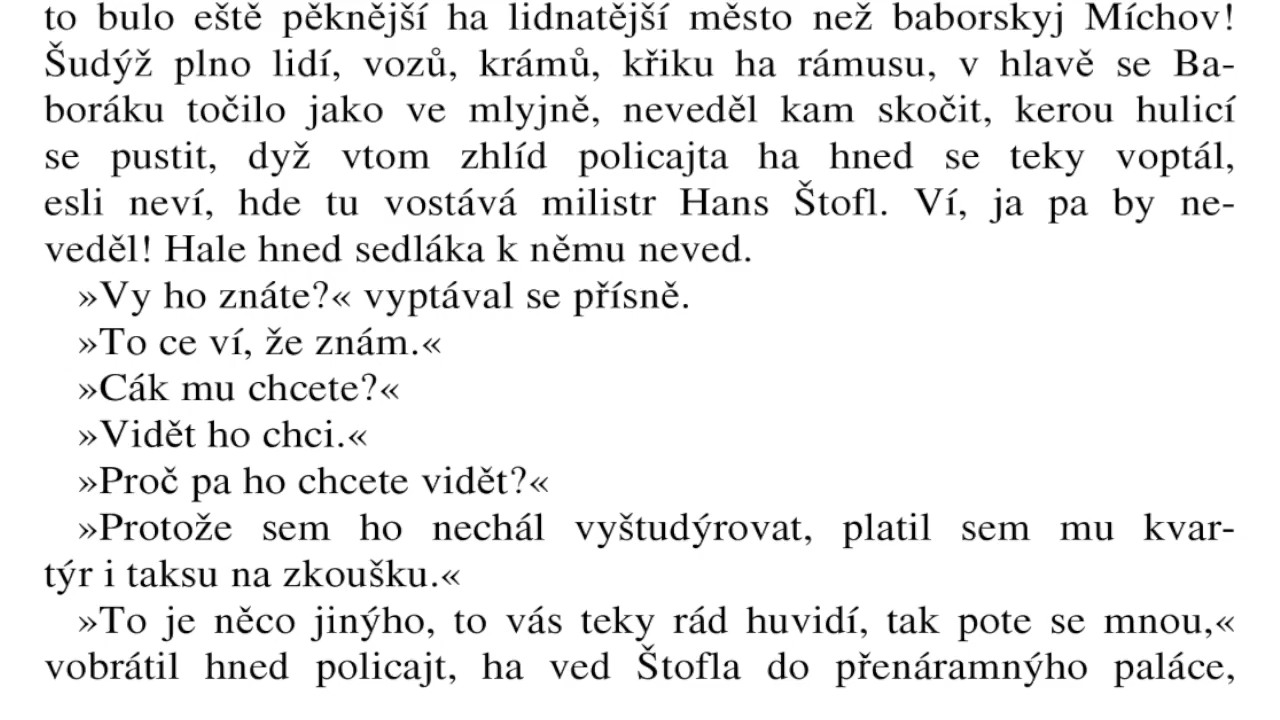 to bulo eště pěknější ha lidnatější město než baborskyj Míchov!
Šudýž plno lidí, vozů, krámů, křiku ha rámusu, v hlavě se Ba-
boráku točilo jako ve mlyjně, neveděl kam skočit, kerou hulicí
se pustit, dyž vtom zhlíd policajta ha hned se teky voptál,
esli neví, hde tu vostává milistr Hans Štofl. Ví, ja pa by ne-
veděl! Hale hned sedláka k němu neved.
»Vy ho znáte?« vyptával se přísně.
»To ce ví, že znám.«
»Cák mu chcete?«
»Vidět ho chci.«
»Proč pa ho chcete vidět?«
»Protože sem ho nechál vyštudýrovat, platil sem mu kvar-
týr i taksu na zkoušku.«
»To je něco jinýho, to vás teky rád huvidí, tak pote se mnou,«
vobrátil hned policajt, ha ved Štofla do přenáramnýho paláce,